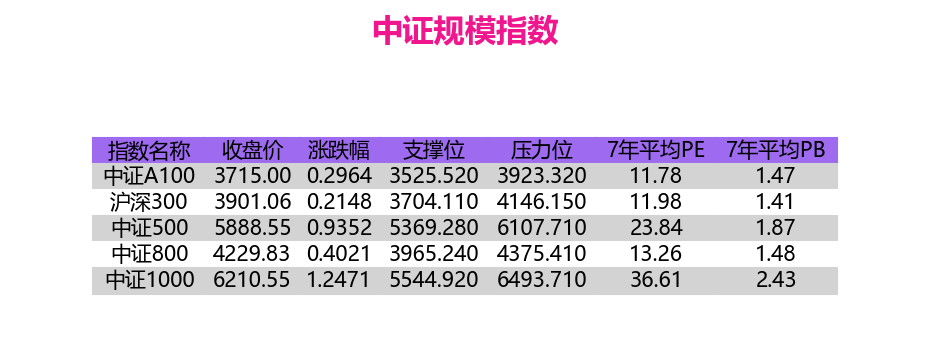 中证规模指数
指数名称 收盘价 涨跌幅 支撑位 压力位 7年平均PE 7年平均PB
中证A100 3715.00 0.2964 3525.520 3923.320 11.78 1.47
沪深300 3901.06 0.2148 3704.110 4146.150 11.98 1.41
中证500 5888.55 0.9352 5369.280 6107.710 23.84 1.87
中证800 4229.83 0.4021 3965.240 4375.410 13.26 1.48
中证1000 6210.55 1.2471 5544.920 6493.710 36.61 2.43